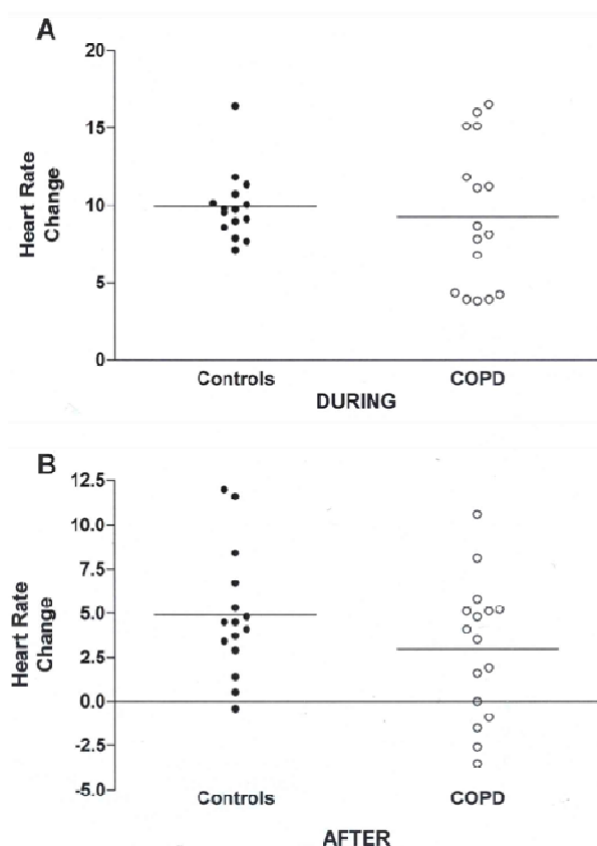 A
20
15
10
5
0
Heart Rate
Change
Controls
COPD
DURING
B
12.5
10.0
7.5
5.0
2.5
0.0
-2.5
-5.0
Heart Rate
Change
Controls
COPD
AFTER